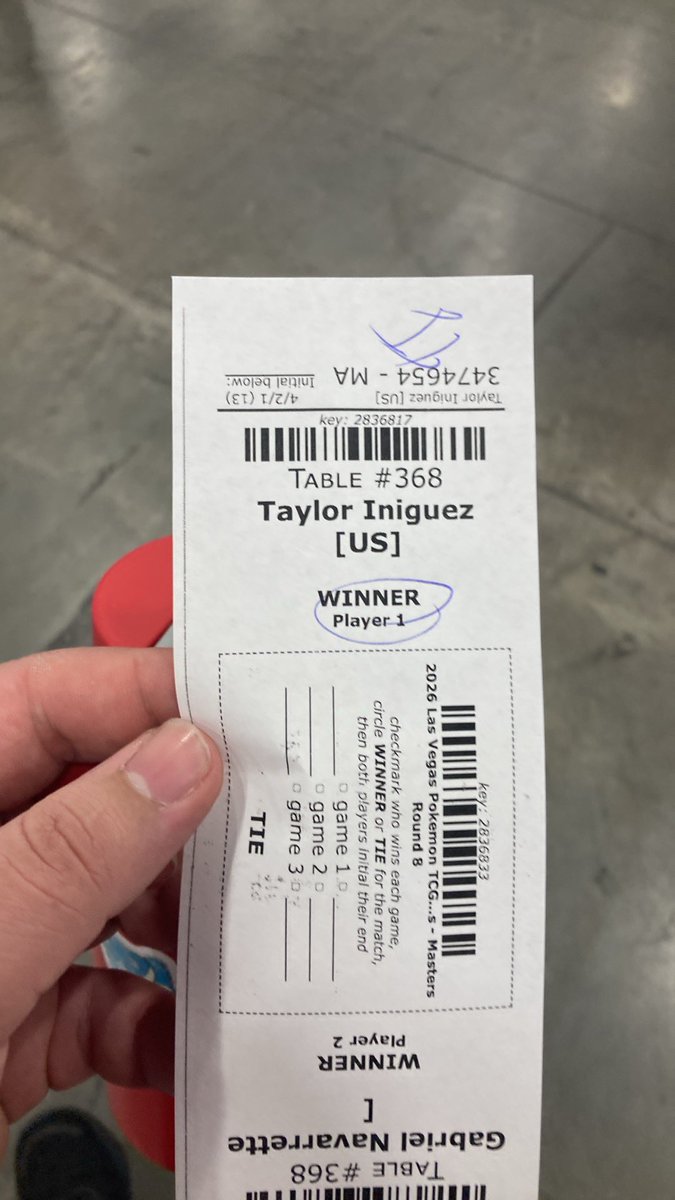 3474654 - MA
Initial below:
Taylor Iniguez [US]
4/2/1 (13)
key: 2836817
TABLE #368
Taylor Iniguez
[US]
WINNER
Player 1
key: 2836833
2026 Las Vegas Pokemon TCG...s - Masters
Round 8
checkmark who wins each game,
circle WINNER or TIE for the match,
then both players initial their end
game 1
game 2
game 3
TIE
Player 2
WINNER
[
Gabriel Navarrette
TABLE #368